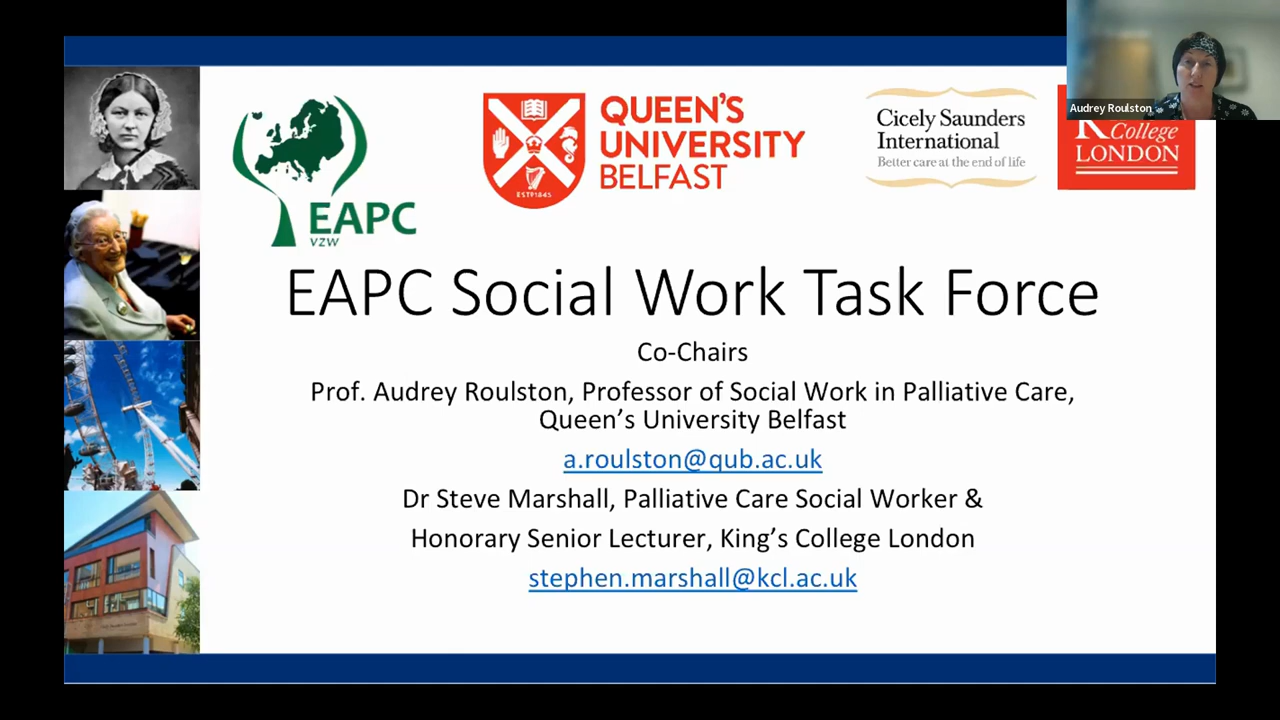 Audrey Roulston
EAPC
VZW
QUEEN'S
UNIVERSITY
BELFAST
ESTD1845
Cicely Saunders
International
Better care at the end of life
College
LONDON
EAPC Social Work Task Force
Co-Chairs
Prof. Audrey Roulston, Professor of Social Work in Palliative Care,
Queen's University Belfast
a.roulston@qub.ac.uk
Dr Steve Marshall, Palliative Care Social Worker &
Honorary Senior Lecturer, King's College London
stephen.marshall@kcl.ac.uk